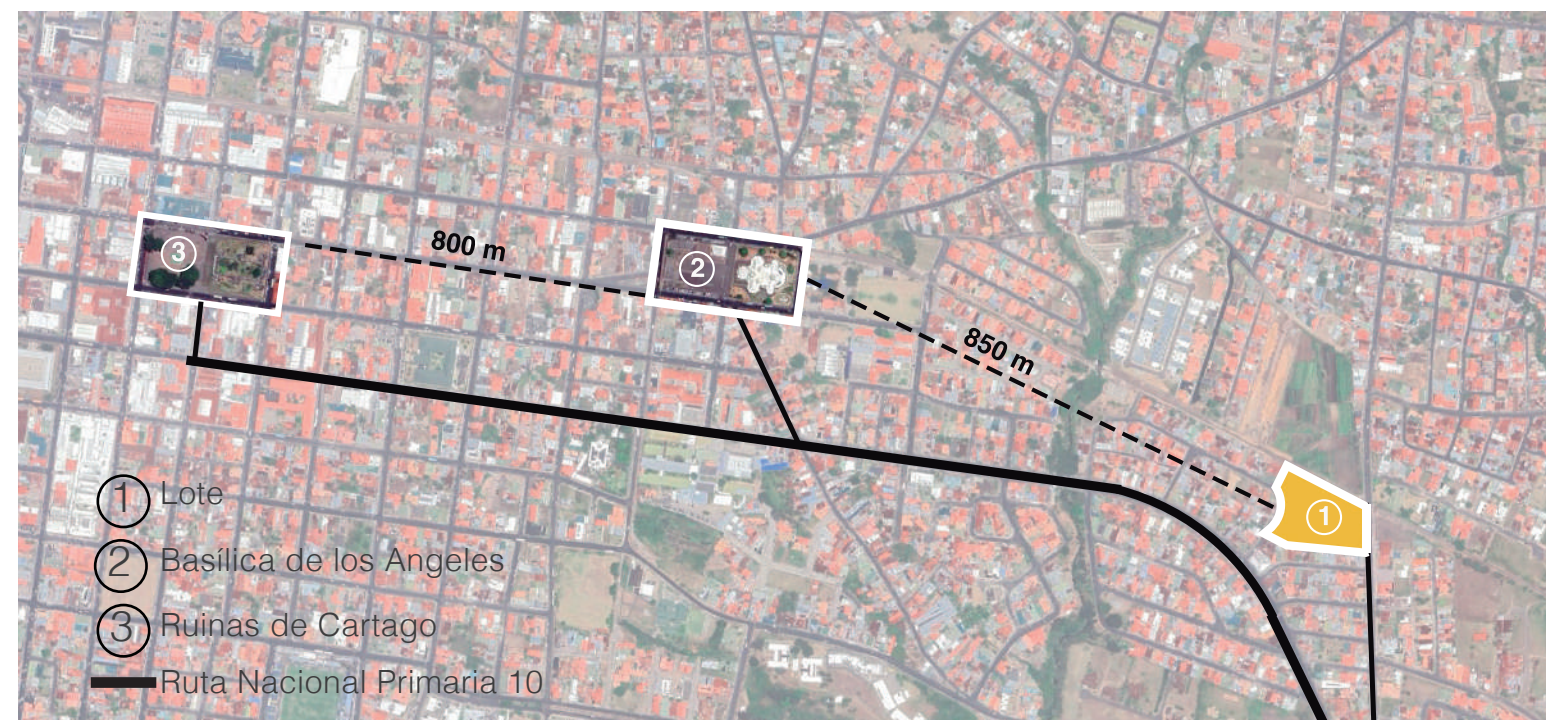 3
800 m
2
850 m
1
1 Lote
2 Basílica de los Angeles
3 Ruinas de Cartago
Ruta Nacional Primaria 10